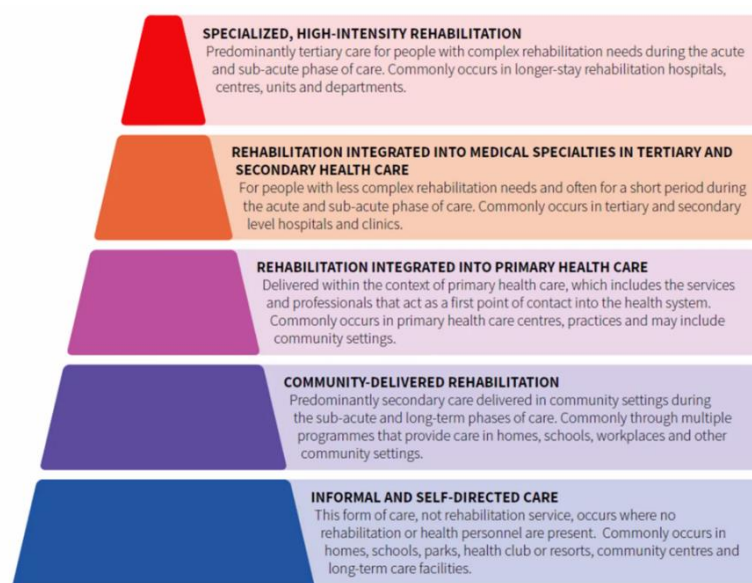 SPECIALIZED, HIGH-INTENSITY REHABILITATION
Predominantly tertiary care for people with complex rehabilitation needs during the acute
and sub-acute phase of care. Commonly occurs in longer-stay rehabilitation hospitals,
centres, units and departments.
REHABILITATION INTEGRATED INTO MEDICAL SPECIALTIES IN TERTIARY AND
SECONDARY HEALTH CARE
For people with less complex rehabilitation needs and often for a short period during
the acute and sub-acute phase of care. Commonly occurs in tertiary and secondary
level hospitals and clinics.
REHABILITATION INTEGRATED INTO PRIMARY HEALTH CARE
Delivered within the context of primary health care, which includes the services
and professionals that act as a first point of contact into the health system.
Commonly occurs in primary health care centres, practices and may include
community settings.
COMMUNITY-DELIVERED REHABILITATION
Predominantly secondary care delivered in community settings during
the sub-acute and long-term phases of care. Commonly through multiple
programmes that provide care in homes, schools, workplaces and other
community settings.
INFORMAL AND SELF-DIRECTED CARE
This form of care, not rehabilitation service, occurs where no
rehabilitation or health personnel are present. Commonly occurs in
homes, schools, parks, health club or resorts, community centres and
long-term care facilities.